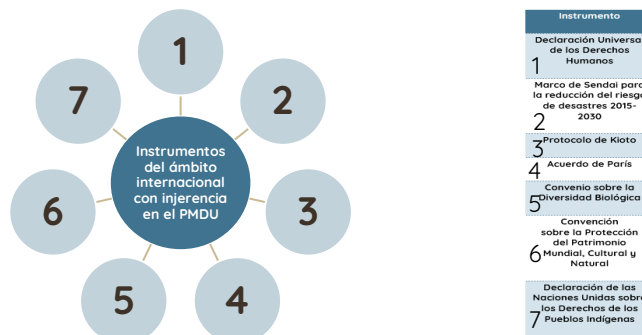 1
2
3
4
5
6
7
Instrumentos
del ámbito
internacional
con injerencia
en el PMDU
Instrumento
Declaración Universa
de los Derechos
Humanos
1
Marco de Sendai para
la reducción del riesgo
de desastres 2015-
2030
2
3 Protocolo de Kioto
4 Acuerdo de París
Convenio sobre la
5 Diversidad Biológica
Convención
sobre la Protección
del Patrimonio
6 Mundial, Cultural y
Natural
Declaración de las
Naciones Unidas sobre
los Derechos de los
7 Pueblos Indígenas